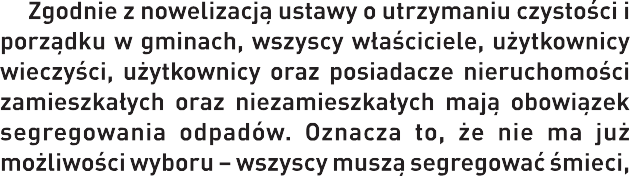 Zgodnie z nowelizacją ustawy o utrzymaniu czystości i
porządku w gminach, wszyscy właściciele, użytkownicy
wieczyści, użytkownicy oraz posiadacze nieruchomości
zamieszkałych oraz niezamieszkałych mają obowiązek
segregowania odpadów. Oznacza to, że nie ma już
możliwości wyboru – wszyscy muszą segregować śmieci,